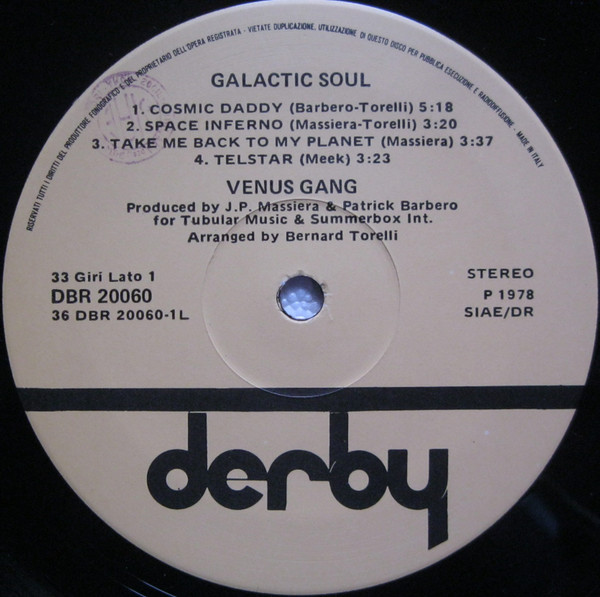 RISERVATI TUTTI I DIRITTI DEL PRODUTTORE FONOGRAFICO E DEL PROPRIETARIO DELL'OPERA REGISTRATA - VIETATE DUPLICAZIONE, UTILIZZAZIONE DI QUESTO DISCO PER PUBBLICA ESECUZIONE E RADIODIFFUSIONE - MADE IN ITALY
GALACTIC SOUL
1. COSMIC DADDY (Barbero-Torelli) 5:18
2. SPACE INFERNO (Massiera-Torelli) 3:20
3. TAKE ME BACK TO MY PLANET (Massiera) 3:37
4. TELSTAR (Meek) 3:23
VENUS GANG
Produced by J.P. Massiera & Patrick Barbero
for Tubular Music & Summerbox Int.
Arranged by Bernard Torelli
33 Giri Lato 1
DBR 20060
36 DBR 20060-1L
STEREO
P 1978
SIAE/DR
derby